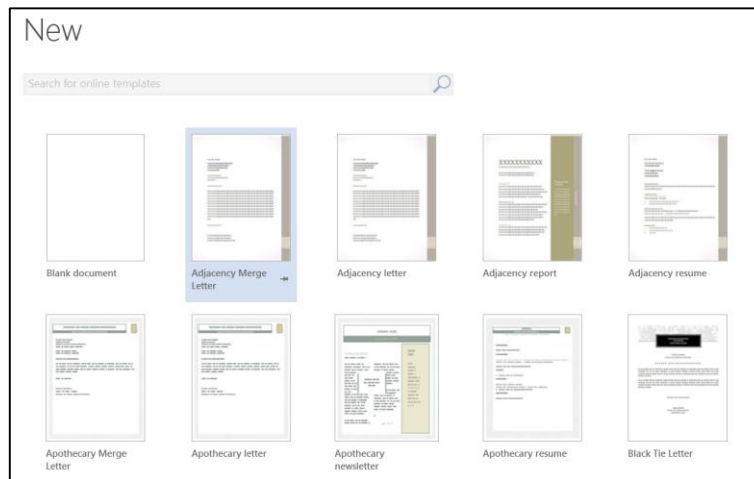 New
Search for online templates
Blank document
Adjacency Merge
Letter
Adjacency letter
Adjacency report
Adjacency resume
Apothecary Merge
Letter
Apothecary letter
Apothecary
newsletter
Apothecary resume
Black Tie Letter